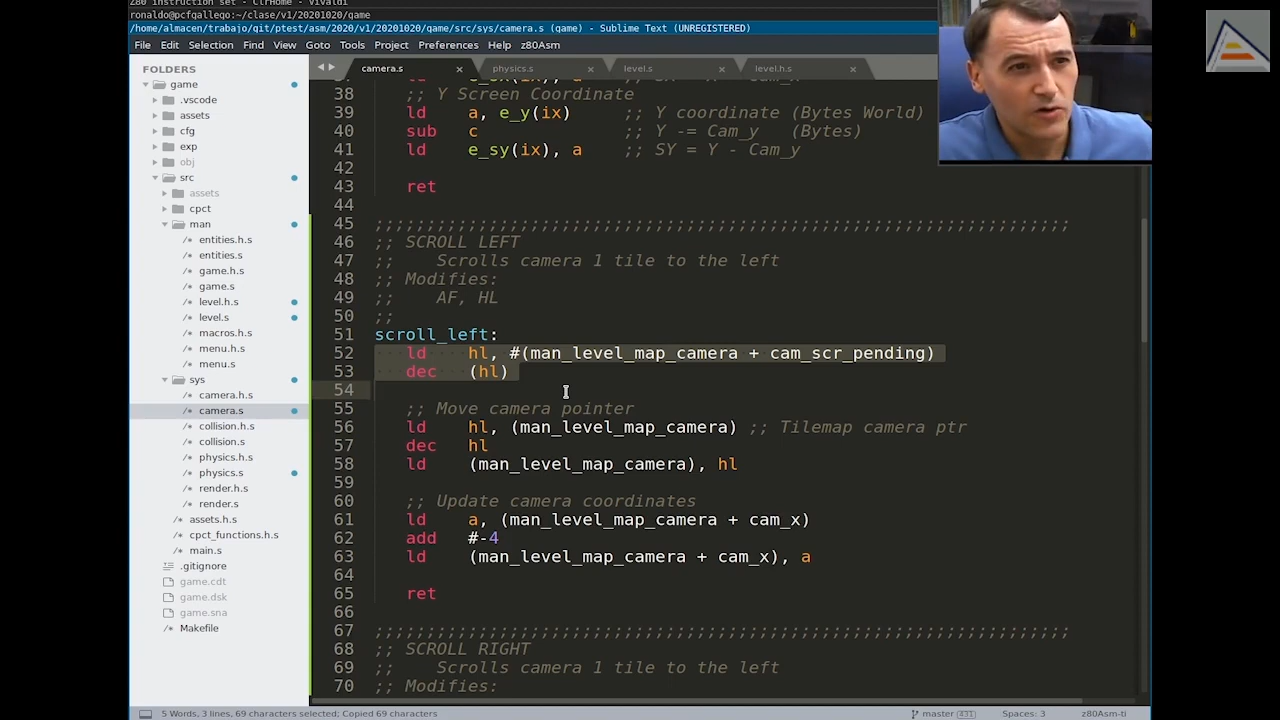 Z80 instruction set - ClrHome - Vivaldi
ronaldo@pcfgallego:~/clase/v1/20201020/game
/home/almacen/trabajo/git/ptest/asm/2020/v1/20201020/game/src/sys/camera.s (game) - Sublime Text (UNREGISTERED)
File Edit Selection Find View Goto Tools Project Preferences Help z80Asm
FOLDERS
game
.vscode
assets
cfg
exp
obj
src
assets
cpct
man
entities.h.s
entities.s
game.h.s
game.s
level.h.s
level.s
macros.h.s
menu.h.s
menu.s
sys
camera.h.s
camera.s
collision.h.s
collision.s
physics.h.s
physics.s
render.h.s
render.s
assets.h.s
cpct_functions.h.s
main.s
.gitignore
game.cdt
game.dsk
game.sna
Makefile
camera.s × physics.s × level.s × level.h.s ×
38 ;; Y Screen Coordinate
39 ld a, e_y(ix) ;; Y coordinate (Bytes World)
40 sub c ;; Y -= Cam_y (Bytes)
41 ld e_sy(ix), a ;; SY = Y - Cam_y
42
43 ret
44
45 ;;;;;;;;;;;;;;;;;;;;;;;;;;;;;;;;;;;;;;;;;;;;;;;;;;;;;;;;;;;;;;;;;;;;
46 ;; SCROLL LEFT
47 ;; Scrolls camera 1 tile to the left
48 ;; Modifies:
49 ;; AF, HL
50 ;;
51 scroll_left:
52 ld hl, #(man_level_map_camera + cam_scr_pending)
53 dec (hl)
54
55 ;; Move camera pointer
56 ld hl, (man_level_map_camera) ;; Tilemap camera ptr
57 dec hl
58 ld (man_level_map_camera), hl
59
60 ;; Update camera coordinates
61 ld a, (man_level_map_camera + cam_x)
62 add #-4
63 ld (man_level_map_camera + cam_x), a
64
65 ret
66
67 ;;;;;;;;;;;;;;;;;;;;;;;;;;;;;;;;;;;;;;;;;;;;;;;;;;;;;;;;;;;;;;;;;;;;
68 ;; SCROLL RIGHT
69 ;; Scrolls camera 1 tile to the left
70 ;; Modifies:
5 Words, 3 lines, 69 characters selected; Copied 69 characters master Spaces: 3 z80Asm-ti